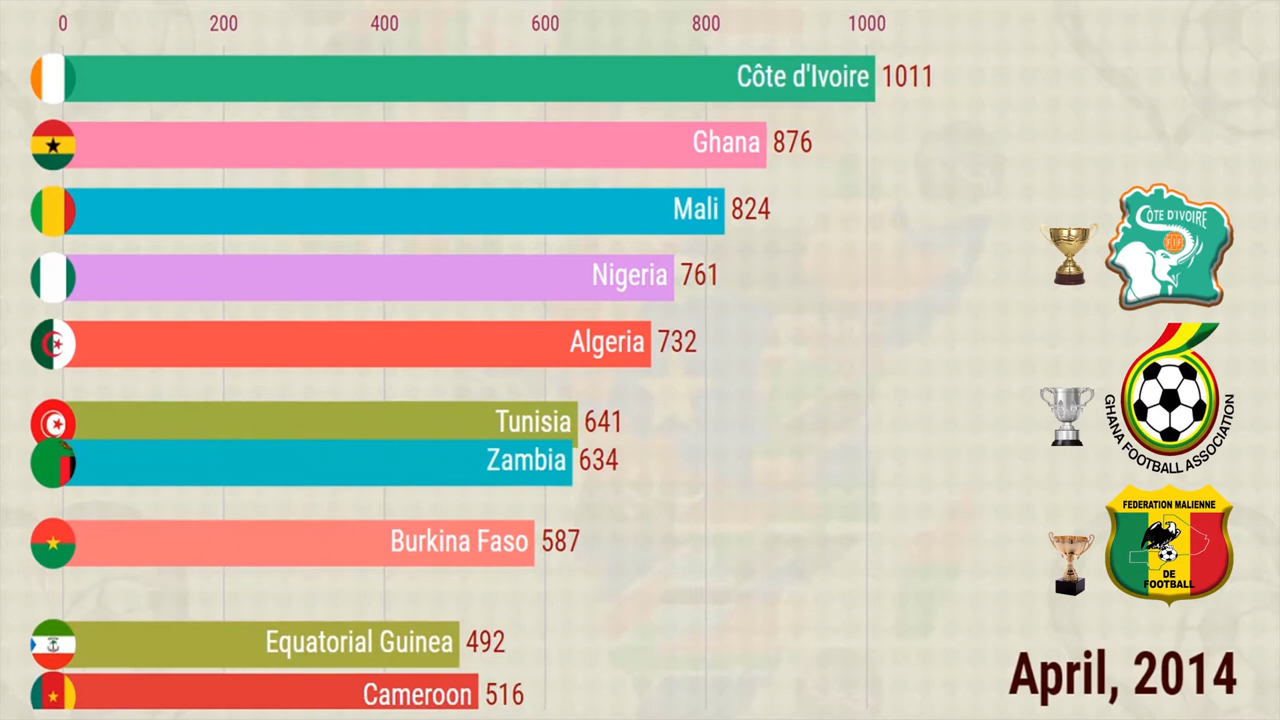 0 200 400 600 800 1000
Côte d'Ivoire 1011
Ghana 876
Mali 824
Nigeria 761
Algeria 732
Tunisia 641
Zambia 634
Burkina Faso 587
Equatorial Guinea 492
Cameroon 516
CÔTE D'IVOIRE
FIF
GHANA FOOTBALL ASSOCIATION
FEDERATION MALIENNE
DE
FOOTBALL
April, 2014